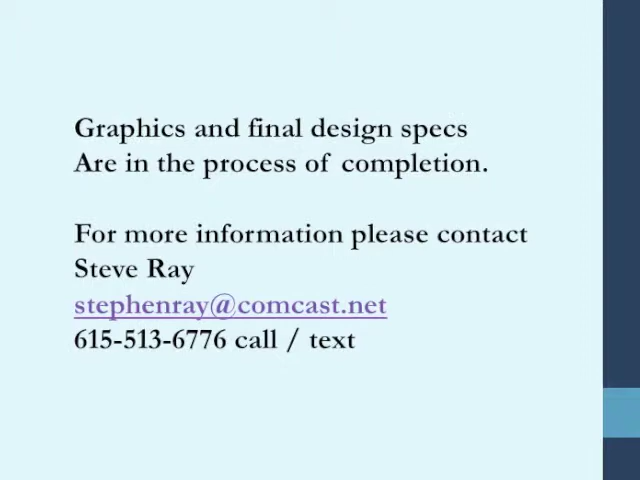 Graphics and final design specs
Are in the process of completion.
For more information please contact
Steve Ray
stephenray@comcast.net
615-513-6776 call / text